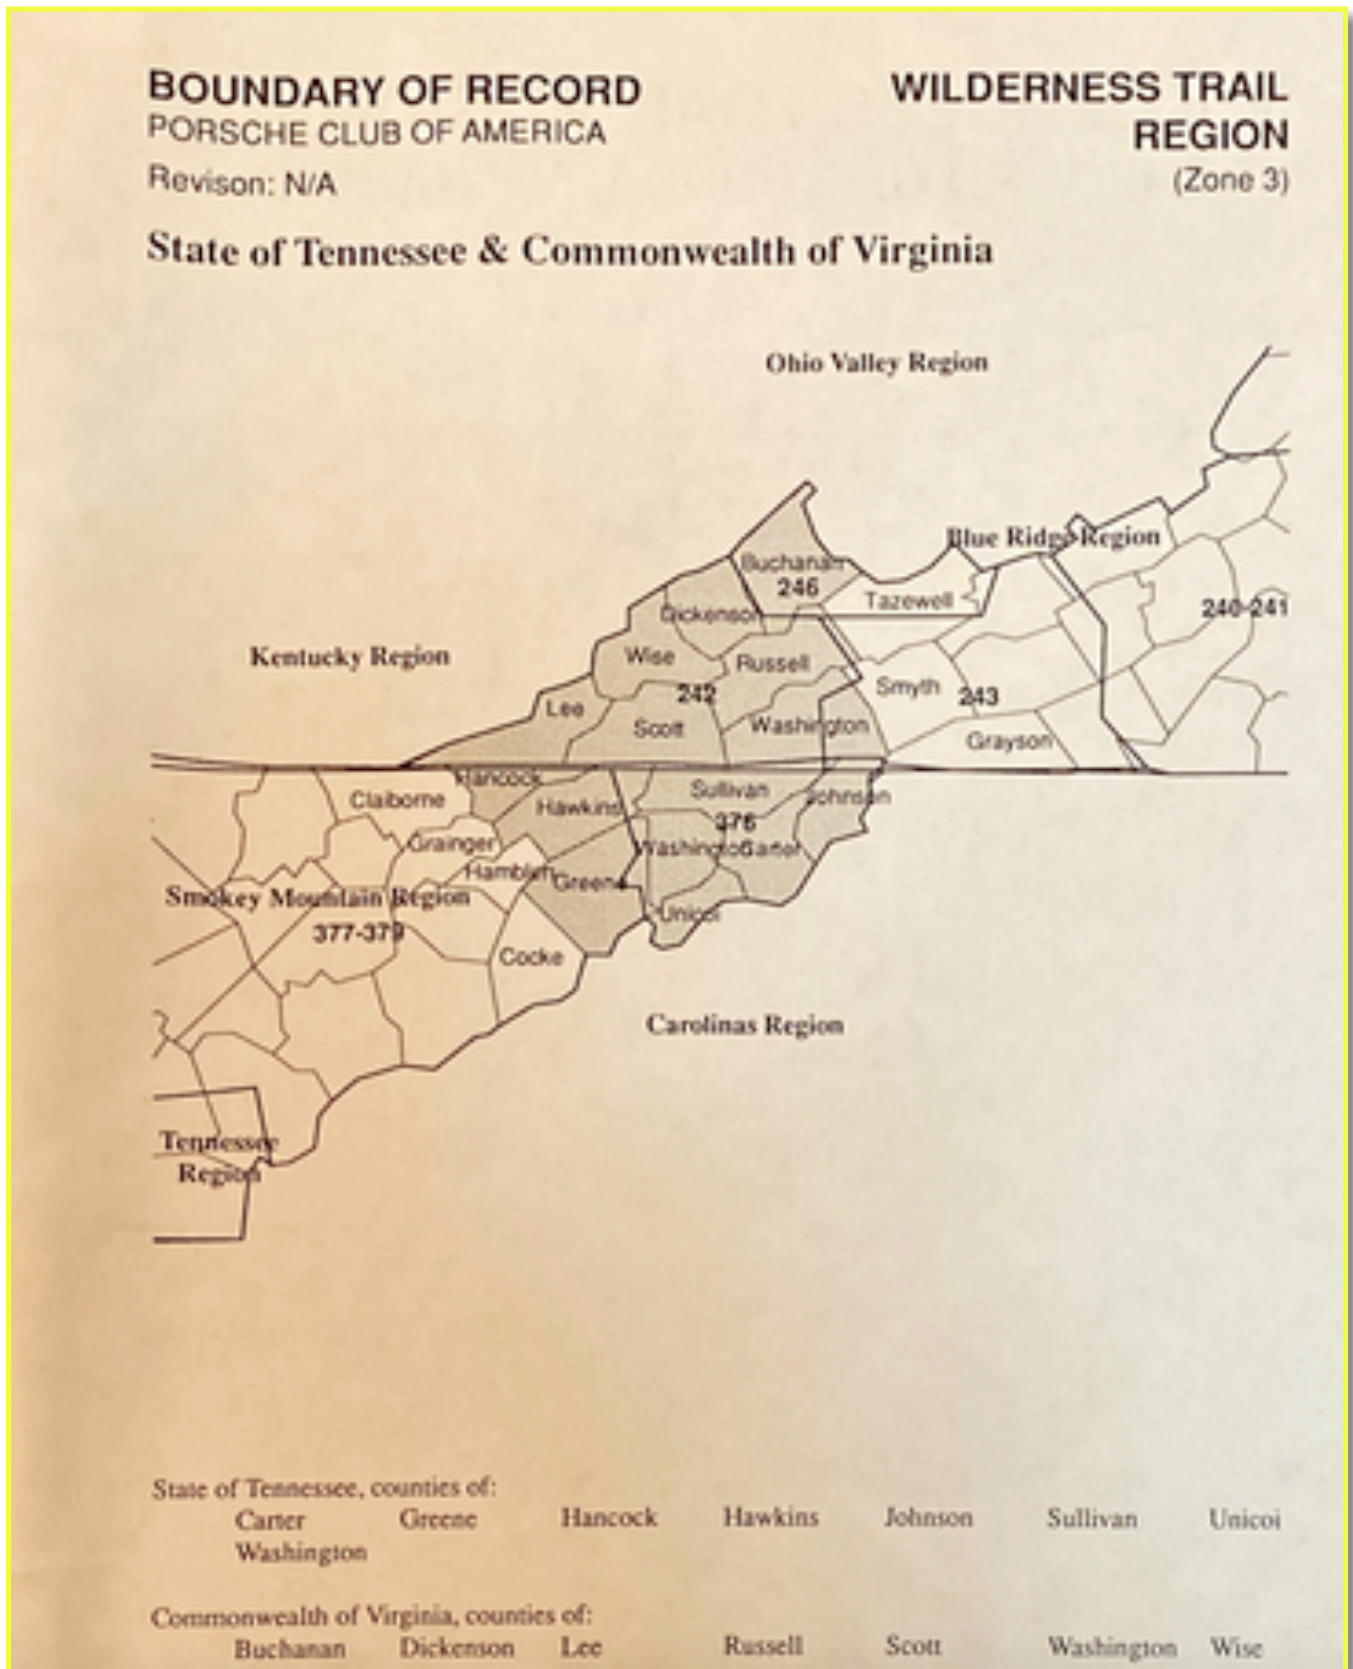 BOUNDARY OF RECORD
PORSCHE CLUB OF AMERICA
Revison: N/A
WILDERNESS TRAIL
REGION
(Zone 3)
State of Tennessee & Commonwealth of Virginia
Ohio Valley Region
Blue Ridge Region
Buchanan
246
Tazewell
240-241
Dickenson
Kentucky Region
Wise
Russell
Smyth
242
243
Lee
Scott
Washington
Grayson
Hancock
Claiborne
Hawkins
Sullivan
Johnson
376
Grainger
Washington
Carter
Hamblen
Greene
Smokey Mountain Region
377-379
Unicoi
Cocke
Carolinas Region
Tennessee
Region
State of Tennessee, counties of:
Carter Greene Hancock Hawkins Johnson Sullivan Unicoi
Washington
Commonwealth of Virginia, counties of:
Buchanan Dickenson Lee Russell Scott Washington Wise